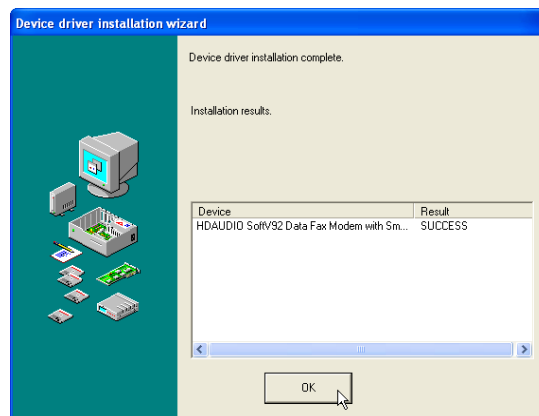 Device driver installation wizard
Device driver installation complete.
Installation results.
Device Result
HDAUDIO SoftV92 Data Fax Modem with Sm... SUCCESS
OK